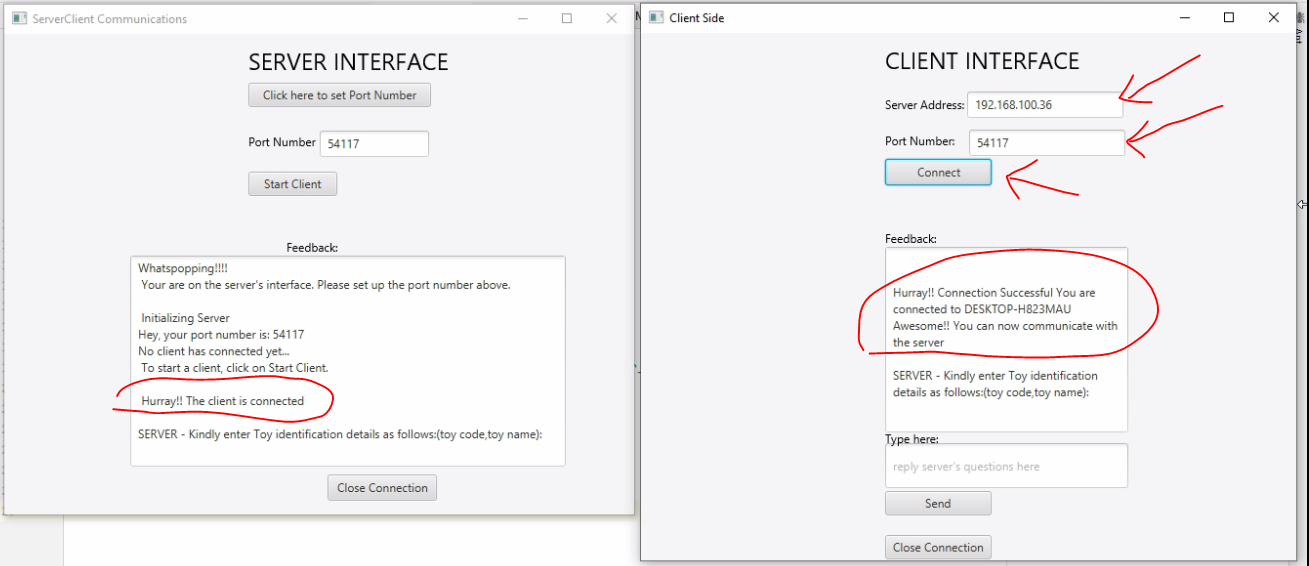 ServerClient Communications
SERVER INTERFACE
Click here to set Port Number
Port Number 54117
Start Client
Feedback:
Whatspopping!!!!
Your are on the server's interface. Please set up the port number above.
Initializing Server
Hey, your port number is: 54117
No client has connected yet...
To start a client, click on Start Client.
Hurray!! The client is connected
SERVER - Kindly enter Toy identification details as follows:(toy code,toy name):
Close Connection
Client Side
CLIENT INTERFACE
Server Address: 192.168.100.36
Port Number: 54117
Connect
Feedback:
Hurray!! Connection Successful You are
connected to DESKTOP-H823MAU
Awesome!! You can now communicate with
the server
SERVER - Kindly enter Toy identification
details as follows:(toy code,toy name):
Type here:
reply server's questions here
Send
Close Connection